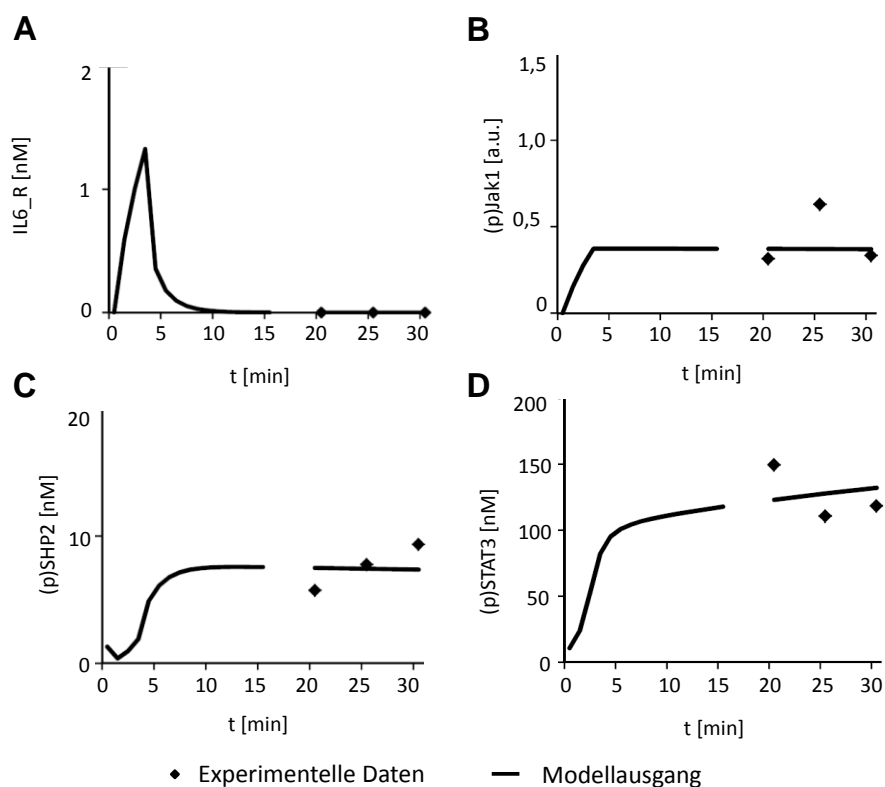 A
2
1
0
IL6_R [nM]
0 5 10 15 20 25 30
t [min]
B
1,5
1,0
0,5
0
(p)Jak1 [a.u.]
0 5 10 15 20 25 30
t [min]
C
20
10
0
(p)SHP2 [nM]
0 5 10 15 20 25 30
t [min]
D
200
150
100
50
0
(p)STAT3 [nM]
0 5 10 15 20 25 30
t [min]
Experimentelle Daten
Modellausgang